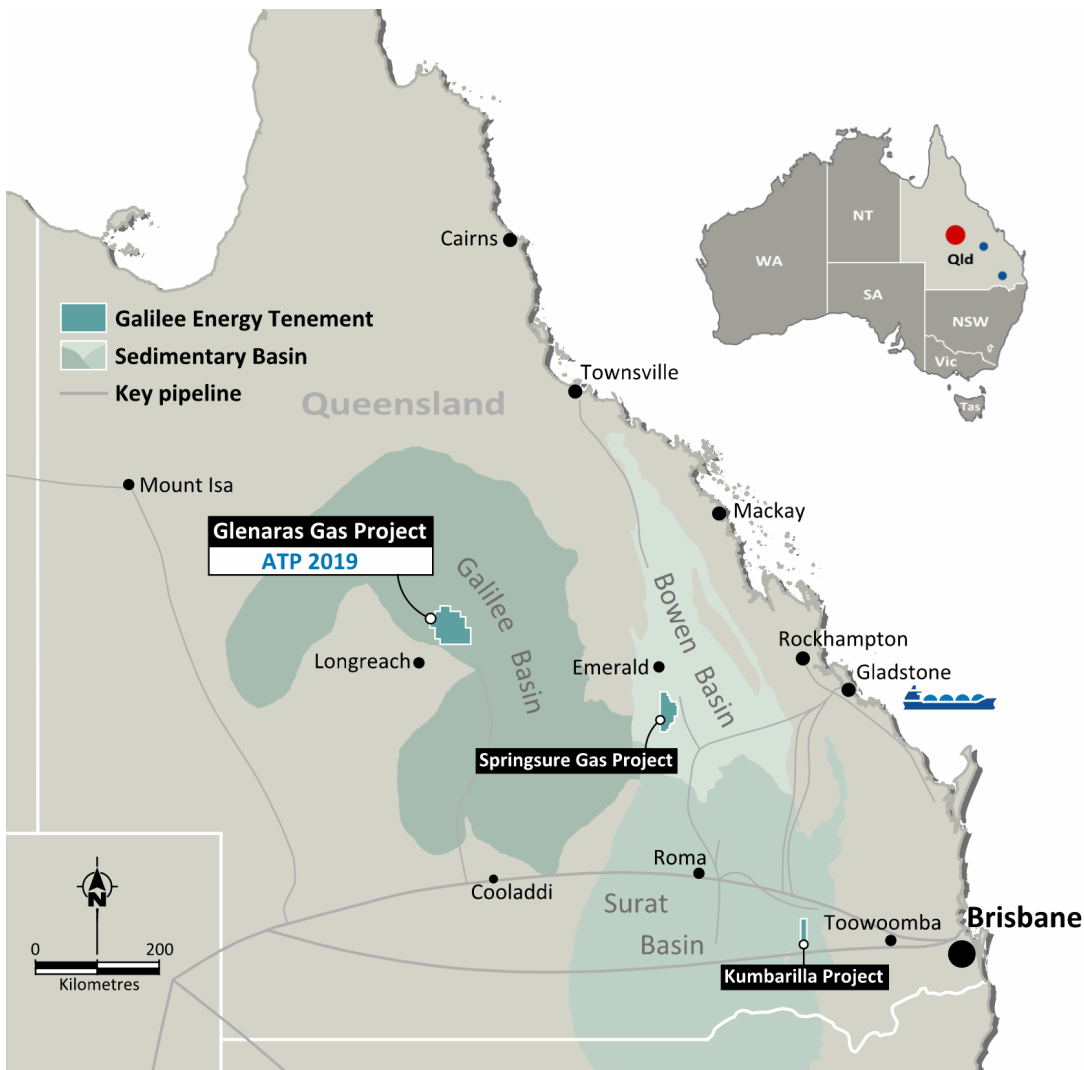 Cairns
Galilee Energy Tenement
Sedimentary Basin
Key pipeline
Queensland
Townsville
Mount Isa
Mackay
Glenaras Gas Project
ATP 2019
Galilee Basin
Bowen Basin
Longreach
Emerald
Rockhampton
Gladstone
Springsure Gas Project
Roma
Cooladdi
Surat
Basin
Toowoomba
Brisbane
Kumbarilla Project
N
0 200
Kilometres
WA
NT
Qld
SA
NSW
Vic
Tas